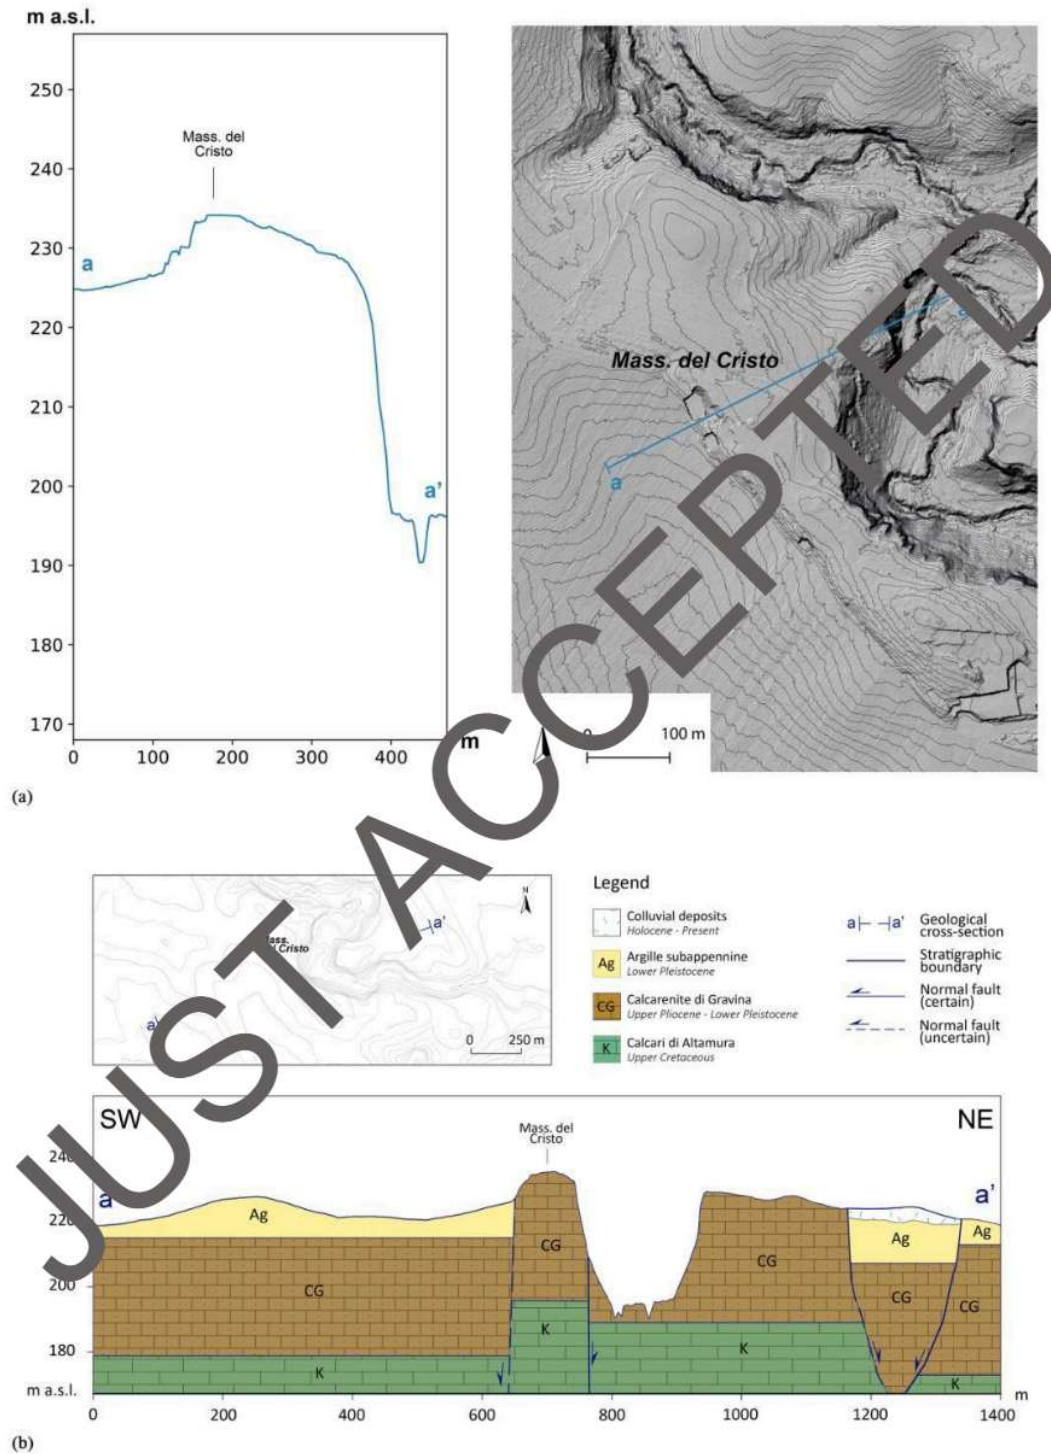 m a.s.l.
250
240
230
220
210
200
190
180
170
0
100
200
300
400
m
Mass. del
Cristo
a
a'
Mass. del Cristo
a
0
100 m
(a)
N
Mass.
Cristo
a
a'
0
250 m
Legend
Colluvial deposits
Holocene - Present
Ag
Argille subappennine
Lower Pleistocene
CG
Calcarenite di Gravina
Upper Pliocene - Lower Pleistocene
K
Calcari di Altamura
Upper Cretaceous
a
a'
Geological
cross-section
Stratigraphic
boundary
Normal fault
(certain)
Normal fault
(uncertain)
SW
NE
Mass. del
Cristo
240
220
200
180
m a.s.l.
a
a'
Ag
CG
K
CG
K
CG
K
Ag
CG
Ag
CG
K
0
200
400
600
800
1000
1200
1400
m
(b)
JUST ACCEPTED